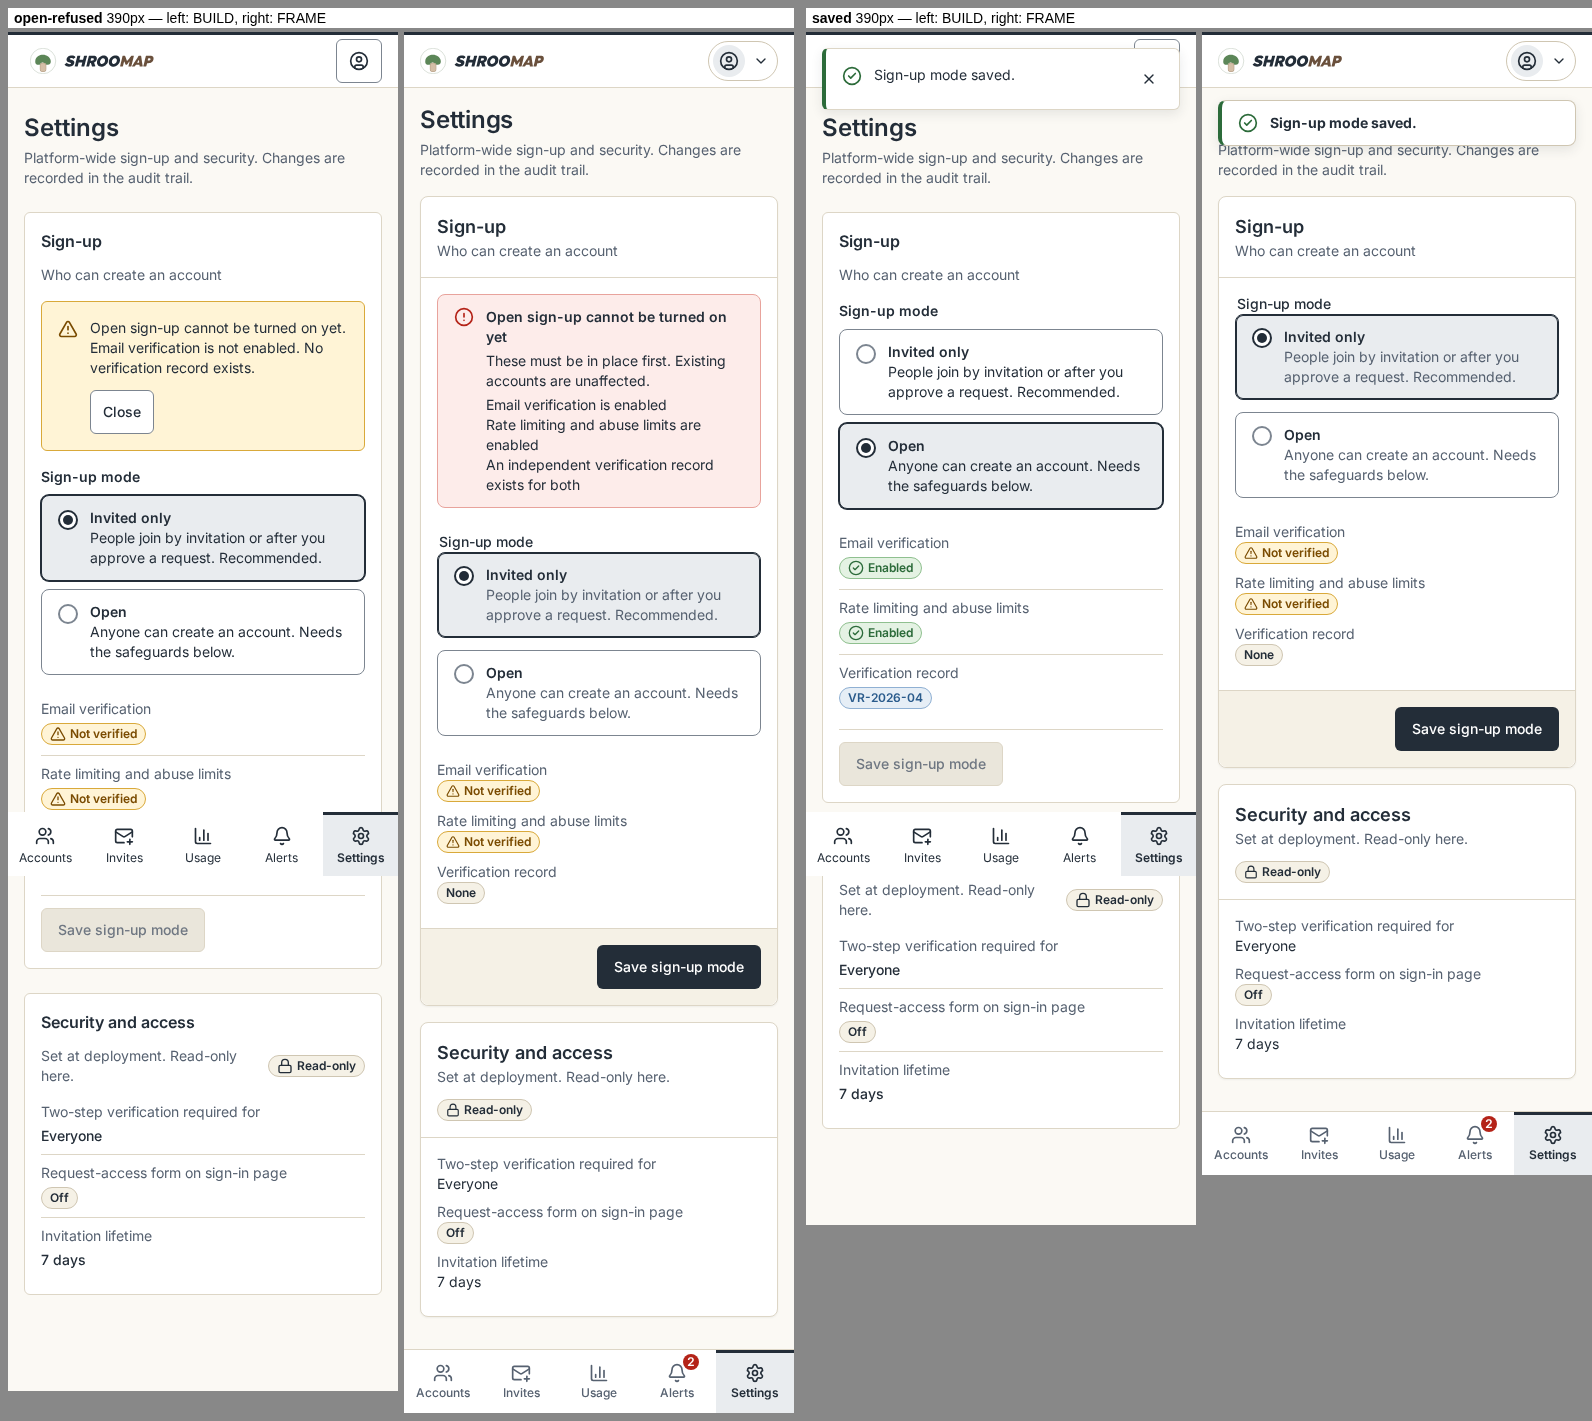 open-refused 390px — left: BUILD, right: FRAME
SHROOMAP
Settings
Platform-wide sign-up and security. Changes are
recorded in the audit trail.
Sign-up
Who can create an account
Open sign-up cannot be turned on yet.
Email verification is not enabled. No
verification record exists.
Close
Sign-up mode
Invited only
People join by invitation or after you
approve a request. Recommended.
Open
Anyone can create an account. Needs
the safeguards below.
Email verification
Not verified
Rate limiting and abuse limits
Not verified
Accounts
Invites
Usage
Alerts
Settings
Save sign-up mode
Security and access
Set at deployment. Read-only
here.
Read-only
Two-step verification required for
Everyone
Request-access form on sign-in page
Off
Invitation lifetime
7 days
SHROOMAP
Settings
Platform-wide sign-up and security. Changes are
recorded in the audit trail.
Sign-up
Who can create an account
Open sign-up cannot be turned on
yet
These must be in place first. Existing
accounts are unaffected.
Email verification is enabled
Rate limiting and abuse limits are
enabled
An independent verification record
exists for both
Sign-up mode
Invited only
People join by invitation or after you
approve a request. Recommended.
Open
Anyone can create an account. Needs
the safeguards below.
Email verification
Not verified
Rate limiting and abuse limits
Not verified
Verification record
None
Save sign-up mode
Security and access
Set at deployment. Read-only here.
Read-only
Two-step verification required for
Everyone
Request-access form on sign-in page
Off
Invitation lifetime
7 days
2
Accounts
Invites
Usage
Alerts
Settings
saved 390px — left: BUILD, right: FRAME
Sign-up mode saved.
Settings
Platform-wide sign-up and security. Changes are
recorded in the audit trail.
Sign-up
Who can create an account
Sign-up mode
Invited only
People join by invitation or after you
approve a request. Recommended.
Open
Anyone can create an account. Needs
the safeguards below.
Email verification
Enabled
Rate limiting and abuse limits
Enabled
Verification record
VR-2026-04
Save sign-up mode
Accounts
Invites
Usage
Alerts
Settings
Set at deployment. Read-only
here.
Read-only
Two-step verification required for
Everyone
Request-access form on sign-in page
Off
Invitation lifetime
7 days
SHROOMAP
Sign-up mode saved.
Platform-wide sign-up and security. Changes are
recorded in the audit trail.
Sign-up
Who can create an account
Sign-up mode
Invited only
People join by invitation or after you
approve a request. Recommended.
Open
Anyone can create an account. Needs
the safeguards below.
Email verification
Not verified
Rate limiting and abuse limits
Not verified
Verification record
None
Save sign-up mode
Security and access
Set at deployment. Read-only here.
Read-only
Two-step verification required for
Everyone
Request-access form on sign-in page
Off
Invitation lifetime
7 days
2
Accounts
Invites
Usage
Alerts
Settings